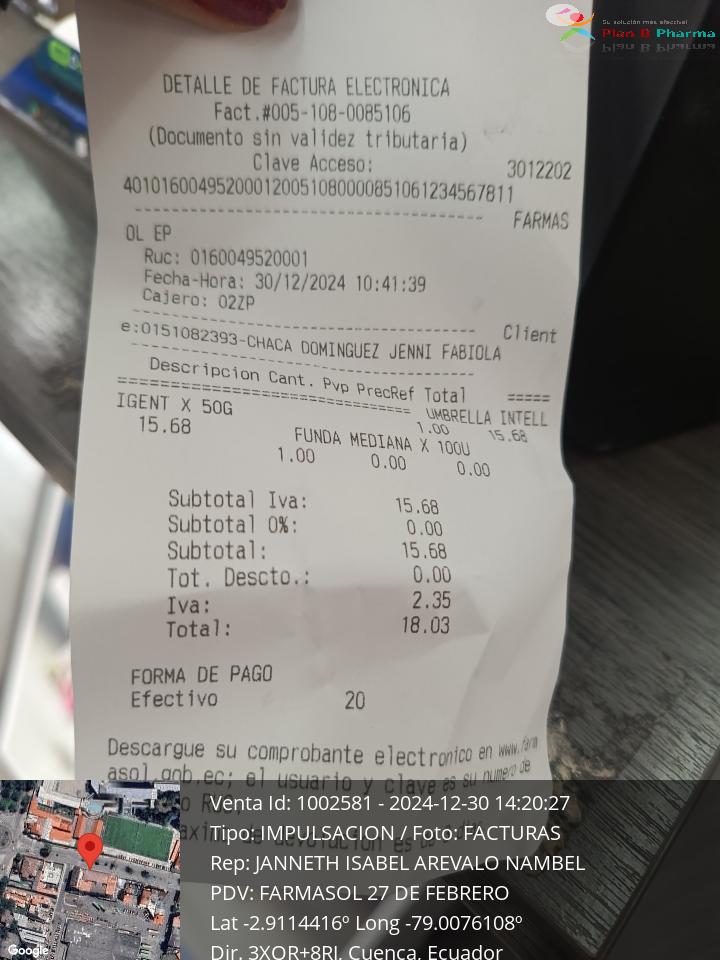 Su solución más efectiva!
Plan B Pharma
DETALLE DE FACTURA ELECTRONICA
Fact.#005-108-0085106
(Documento sin validez tributaria)
Clave Acceso: 3012202
401016004952000120051080000851061234567811
FARMAS
OL EP
Ruc: 0160049520001
Fecha-Hora: 30/12/2024 10:41:39
Cajero: 02ZP
Client
e:0151082393-CHACA DOMINGUEZ JENNI FABIOLA
Descripcion Cant. Pvp PrecRef Total
UMBRELLA INTELL
IGENT X 50G 1.00 15.68
15.68
FUNDA MEDIANA X 100U
1.00 0.00 0.00
Subtotal Iva: 15.68
Subtotal 0%: 0.00
Subtotal: 15.68
Tot. Descto.: 0.00
Iva: 2.35
Total: 18.03
FORMA DE PAGO
Efectivo 20
Descargue su comprobante electronico en www.farm
asol.gob.ec; el usuario y clave es su numero de
Venta Id: 1002581 - 2024-12-30 14:20:27
Tipo: IMPULSACION / Foto: FACTURAS
Rep: JANNETH ISABEL AREVALO NAMBEL
PDV: FARMASOL 27 DE FEBRERO
Lat -2.9114416º Long -79.0076108º
Dir. 3XQR+8RJ, Cuenca, Ecuador
Google